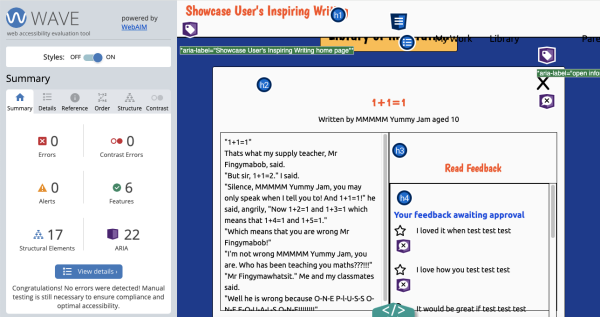 WAVE
powered by
WebAIM
web accessibility evaluation tool
Styles: OFF ON
Summary
Summary Details Reference Order Structure Contrast
0
Errors
0
Contrast Errors
0
Alerts
6
Features
17
Structural Elements
22
ARIA
View details ›
Congratulations! No errors were detected! Manual
testing is still necessary to ensure compliance and
optimal accessibility.
Showcase User's Inspiring Writing
h1
My Work Library
*aria-label="Showcase User's Inspiring Writing home page"*
*aria-label="open info
h2
X
1+1=1
Written by MMMMM Yummy Jam aged 10
"1+1=1"
Thats what my supply teacher, Mr
Fingymabob, said.
"But sir, 1+1=2." I said.
"Silence, MMMMM Yummy Jam, you may
only speak when I tell you to! And 1+1=1!" he
said, angrily, "Now 1+2=1 and 1+3=1 which
means that 1+4=1 and 1+5=1."
"Which means that you are wrong Mr
Fingymabob!"
"I'm not wrong MMMMM Yummy Jam, you
are. Who has been teaching you maths???!!!"
"Mr Fingymawhatsit." Me and my classmates
said.
"Well he is wrong because O-N-E P-l-U-S-S O-
N-E E-Q-U-A-L-S O-N-E!!!!!!!!"
h3
Read Feedback
h4
Your feedback awaiting approval
I loved it when test test test
I love how you test test test
It would be great if test test test
</>